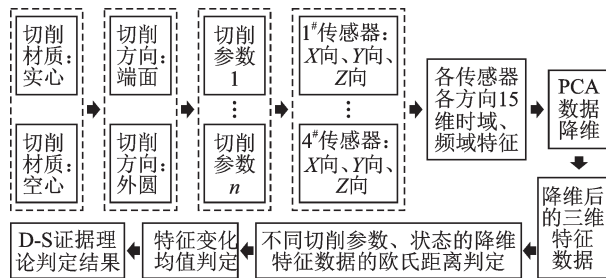 切削
材质:
实心
⋮
切削
材质:
空心
切削
方向:
端面
⋮
切削
方向:
外圆
切削
参数
1
⋮
切削
参数
n
1#传感器:
X向、Y向、
Z向
⋮
4#传感器:
X向、Y向、
Z向
各传感器
各方向15
维时域、
频域特征
PCA
数据
降维
降维后
的三维
特征
数据
不同切削参数、状态的降维
特征数据的欧氏距离判定
特征变化
均值判定
D-S证据理
论判定结果